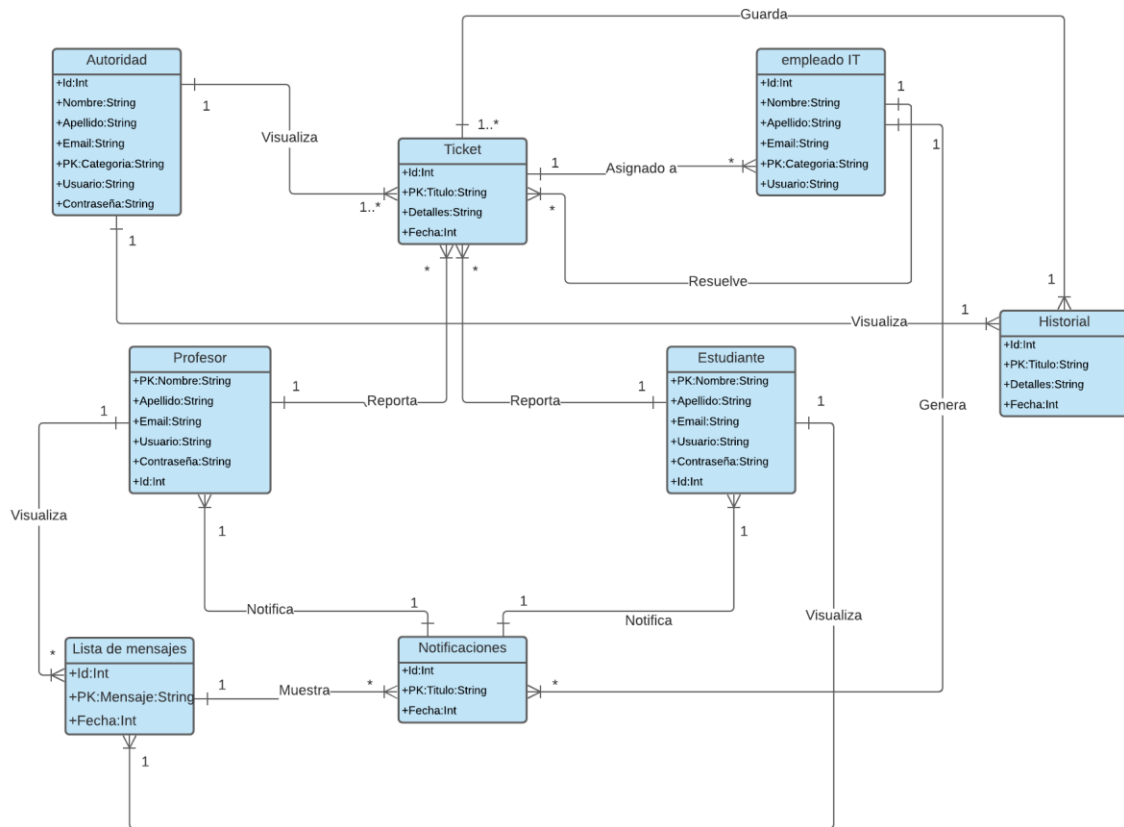 Guarda
Autoridad
+Id:Int
+Nombre:String
+Apellido:String
+Email:String
+PK:Categoria:String
+Usuario:String
+Contraseña:String
1
Visualiza
1..*
1
empleado IT
+Id:Int
+Nombre:String
+Apellido:String
+Email:String
+PK:Categoria:String
+Usuario:String
1
1
1..*
Ticket
+Id:Int
+PK:Titulo:String
+Detalles:String
+Fecha:Int
1
Asignado a
*
*
*
*
Resuelve
Visualiza
1
1
Historial
+Id:Int
+PK:Titulo:String
+Detalles:String
+Fecha:Int
Profesor
+PK:Nombre:String
+Apellido:String
+Email:String
+Usuario:String
+Contraseña:String
+Id:Int
1
1
Reporta
Reporta
1
Estudiante
+PK:Nombre:String
+Apellido:String
+Email:String
+Usuario:String
+Contraseña:String
+Id:Int
1
Genera
Visualiza
1
1
Notifica
1
1
Notifica
Visualiza
*
Lista de mensajes
+Id:Int
+PK:Mensaje:String
+Fecha:Int
1
Muestra
*
Notificaciones
+Id:Int
+PK:Titulo:String
+Fecha:Int
*
1